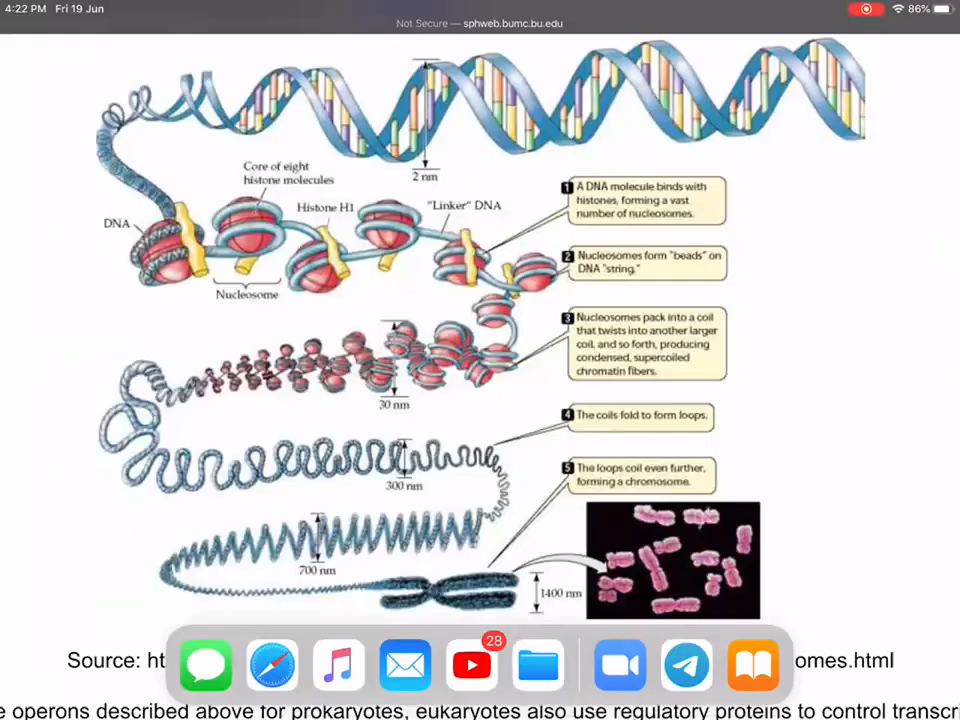 4:22 PM Fri 19 Jun
86%
Not Secure — sphweb.bumc.bu.edu
2 nm
Core of eight
histone molecules
Histone H1
"Linker" DNA
DNA
Nucleosome
1 A DNA molecule binds with
histones, forming a vast
number of nucleosomes.
2 Nucleosomes form "beads" on
DNA "string."
3 Nucleosomes pack into a coil
that twists into another larger
coil, and so forth, producing
condensed, supercoiled
chromatin fibers.
30 nm
4 The coils fold to form loops.
300 nm
5 The loops coil even further,
forming a chromosome.
700 nm
1400 nm
28
Source: ht
omes.html
e operons described above for prokaryotes, eukaryotes also use regulatory proteins to control transcri